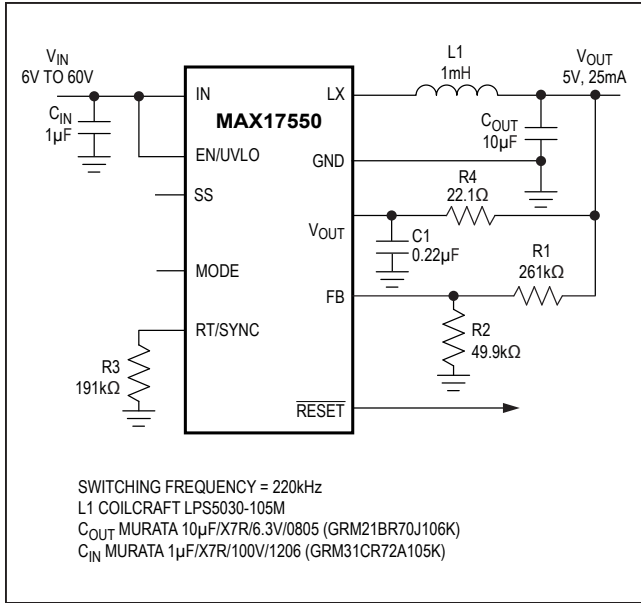 VIN
6V TO 60V
CIN
1µF
IN
EN/UVLO
SS
MODE
RT/SYNC
R3
191kΩ
MAX17550
LX
GND
VOUT
FB
RESET
L1
1mH
VOUT
5V, 25mA
COUT
10µF
R4
22.1Ω
C1
0.22µF
R1
261kΩ
R2
49.9kΩ
SWITCHING FREQUENCY = 220kHz
L1 COILCRAFT LPS5030-105M
COUT MURATA 10µF/X7R/6.3V/0805 (GRM21BR70J106K)
CIN MURATA 1µF/X7R/100V/1206 (GRM31CR72A105K)